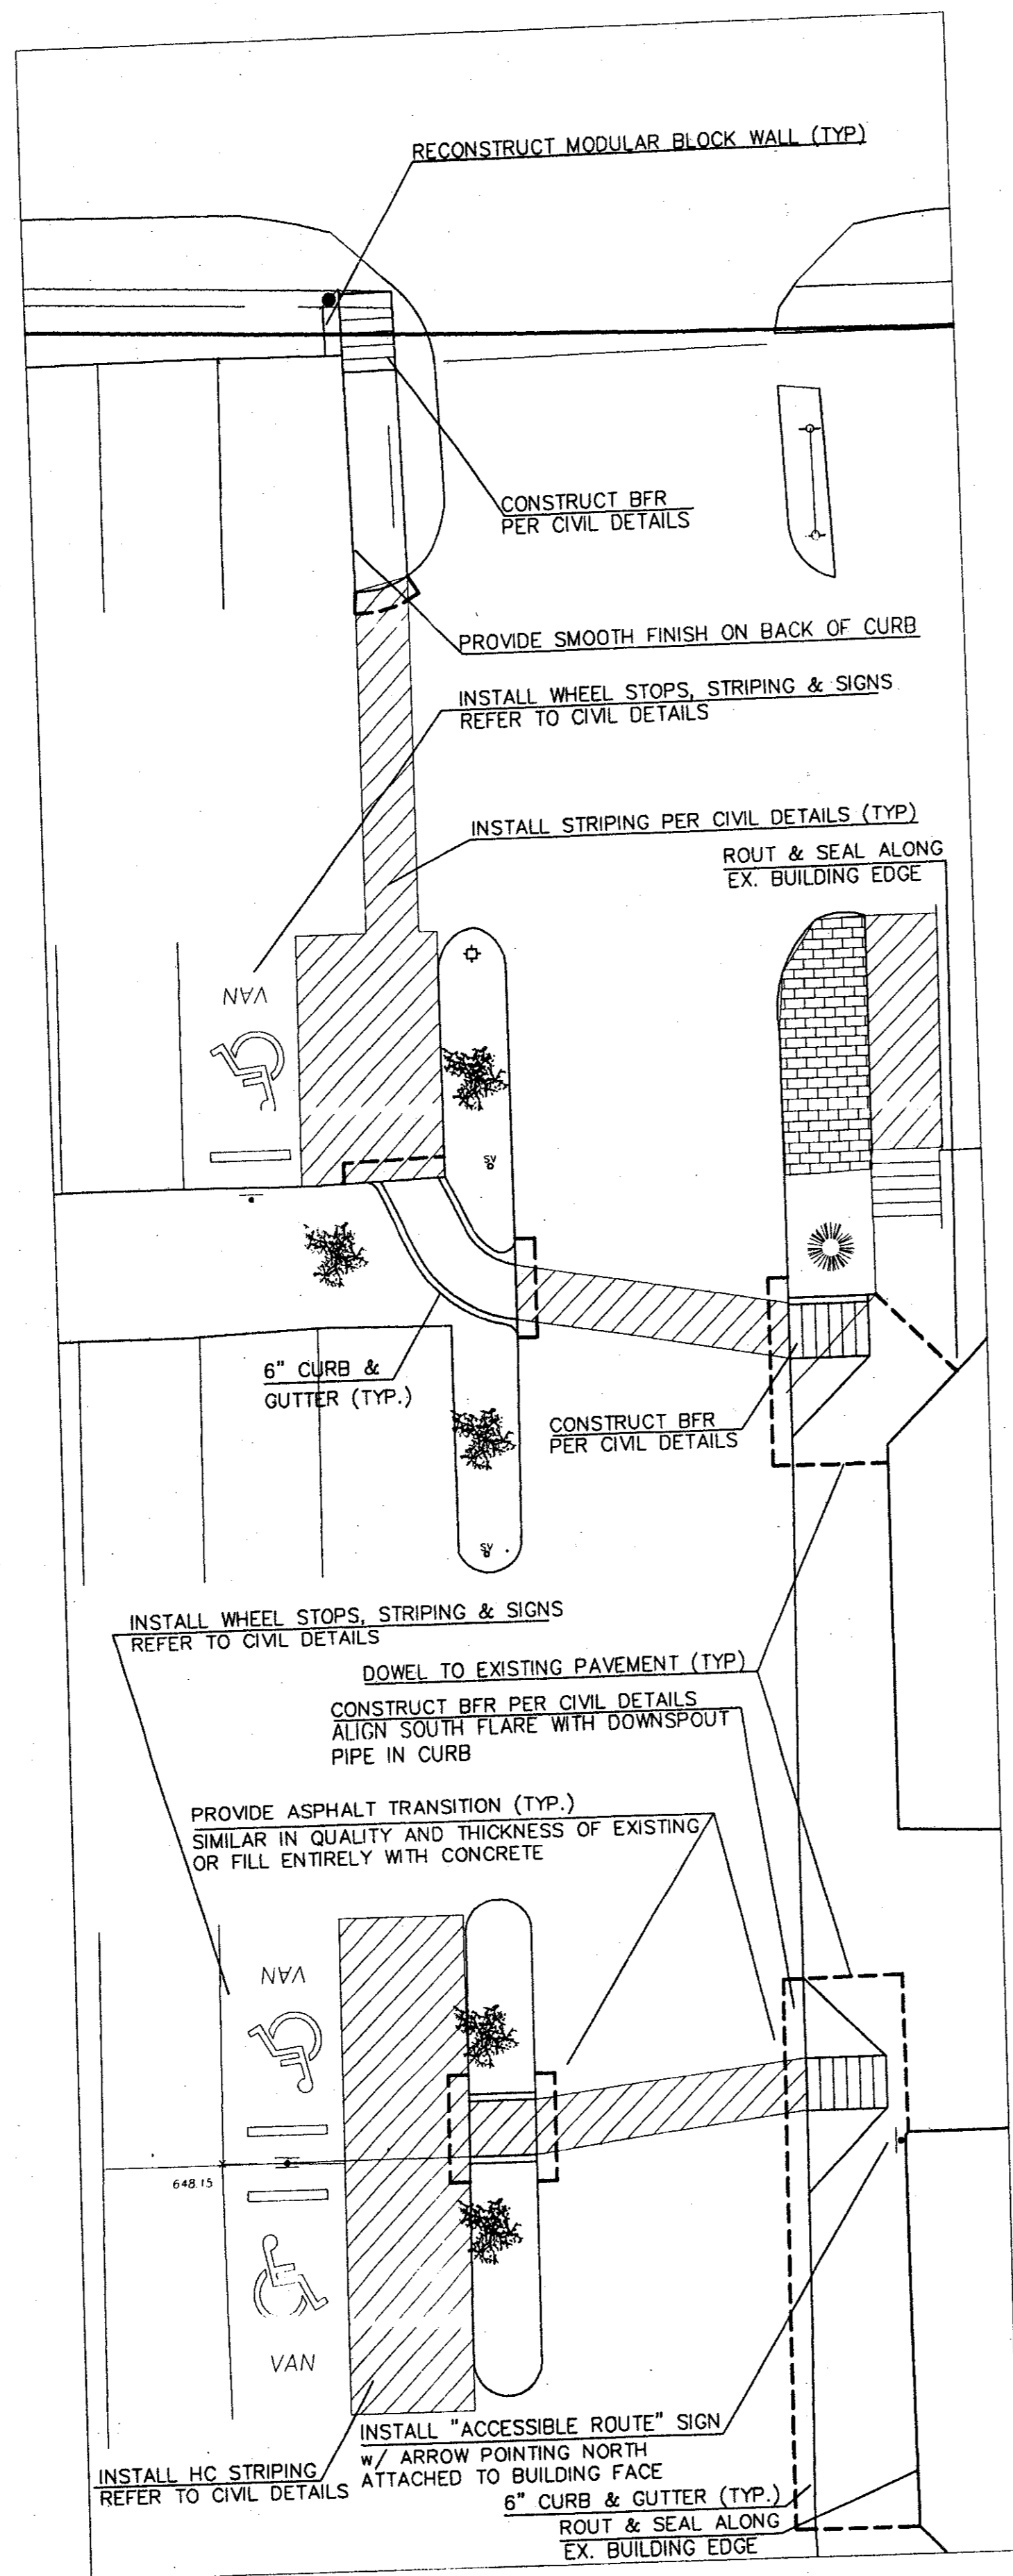 RECONSTRUCT MODULAR BLOCK WALL (TYP)
CONSTRUCT BFR
PER CIVIL DETAILS
PROVIDE SMOOTH FINISH ON BACK OF CURB
INSTALL WHEEL STOPS, STRIPING & SIGNS
REFER TO CIVIL DETAILS
INSTALL STRIPING PER CIVIL DETAILS (TYP)
ROUT & SEAL ALONG
EX. BUILDING EDGE
VAN
SV
6" CURB &
GUTTER (TYP.)
CONSTRUCT BFR
PER CIVIL DETAILS
SV
INSTALL WHEEL STOPS, STRIPING & SIGNS
REFER TO CIVIL DETAILS
DOWEL TO EXISTING PAVEMENT (TYP)
CONSTRUCT BFR PER CIVIL DETAILS
ALIGN SOUTH FLARE WITH DOWNSPOUT
PIPE IN CURB
PROVIDE ASPHALT TRANSITION (TYP.)
SIMILAR IN QUALITY AND THICKNESS OF EXISTING
OR FILL ENTIRELY WITH CONCRETE
VAN
648.15
VAN
INSTALL "ACCESSIBLE ROUTE" SIGN
w/ ARROW POINTING NORTH
ATTACHED TO BUILDING FACE
INSTALL HC STRIPING
REFER TO CIVIL DETAILS
6" CURB & GUTTER (TYP.)
ROUT & SEAL ALONG
EX. BUILDING EDGE